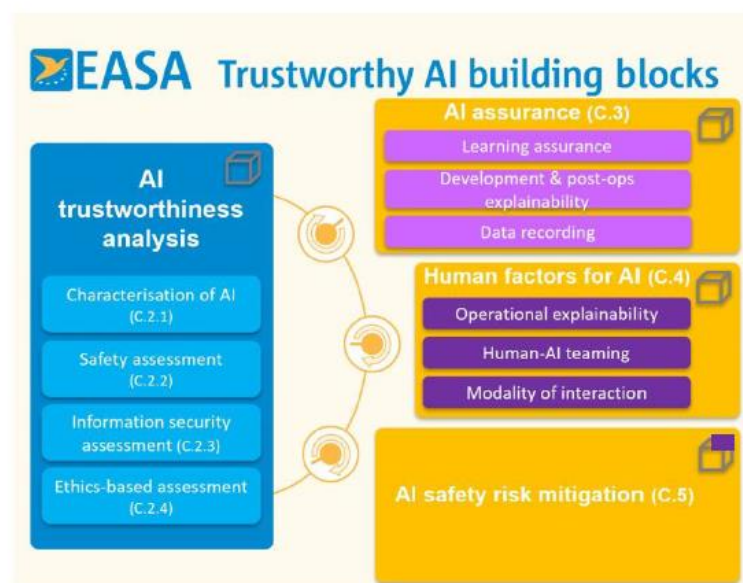 EASA Trustworthy AI building blocks
AI
trustworthiness
analysis
Characterisation of AI
(C.2.1)
Safety assessment
(C.2.2)
Information security
assessment (C.2.3)
Ethics-based assessment
(C.2.4)
AI assurance (C.3)
Learning assurance
Development & post-ops
explainability
Data recording
Human factors for AI (C.4)
Operational explainability
Human-AI teaming
Modality of interaction
AI safety risk mitigation (C.5)